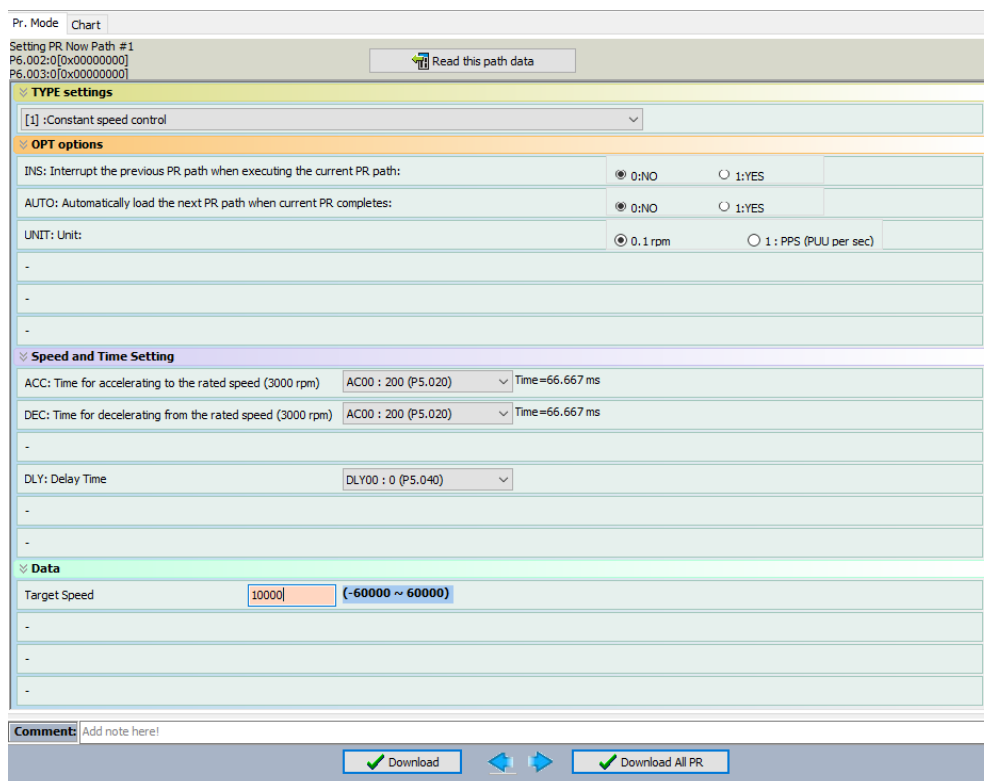 Pr. Mode Chart
Setting PR Now Path #1
P6.002:0[0x00000000]
P6.003:0[0x00000000]
Read this path data
TYPE settings
[1] :Constant speed control
OPT options
INS: Interrupt the previous PR path when executing the current PR path: 0:NO 1:YES
AUTO: Automatically load the next PR path when current PR completes: 0:NO 1:YES
UNIT: Unit: 0.1 rpm 1 : PPS (PUU per sec)
-
-
-
Speed and Time Setting
ACC: Time for accelerating to the rated speed (3000 rpm) AC00 : 200 (P5.020) Time=66.667 ms
DEC: Time for decelerating from the rated speed (3000 rpm) AC00 : 200 (P5.020) Time=66.667 ms
-
DLY: Delay Time DLY00 : 0 (P5.040)
-
-
Data
Target Speed 10000 (-60000 ~ 60000)
-
-
-
Comment: Add note here!
Download Download All PR